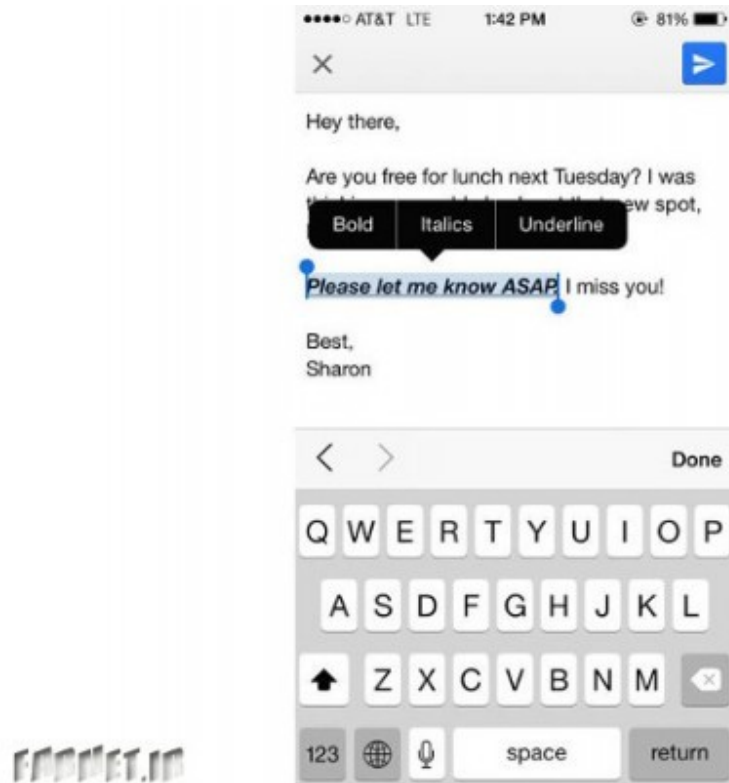 AT&T LTE 1:42 PM 81%
Hey there,
Are you free for lunch next Tuesday? I was
new spot,
Bold Italics Underline
Please let me know ASAP. I miss you!
Best,
Sharon
Done
Q W E R T Y U I O P
A S D F G H J K L
Z X C V B N M
123 space return